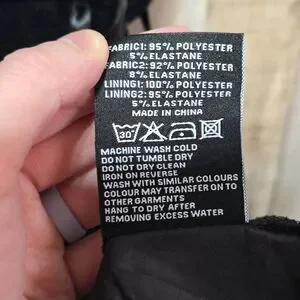 FABRIC1: 95% POLYESTER
5% ELASTANE
FABRIC2: 92% POLYESTER
8% ELASTANE
LINING1: 100% POLYESTER
LINING2: 95% POLYESTER
5% ELASTANE
MADE IN CHINA
30°
MACHINE WASH COLD
DO NOT TUMBLE DRY
DO NOT DRY CLEAN
IRON ON REVERSE
WASH WITH SIMILAR COLOURS
COLOUR MAY TRANSFER ON TO
OTHER GARMENTS
HANG TO DRY AFTER
REMOVING EXCESS WATER